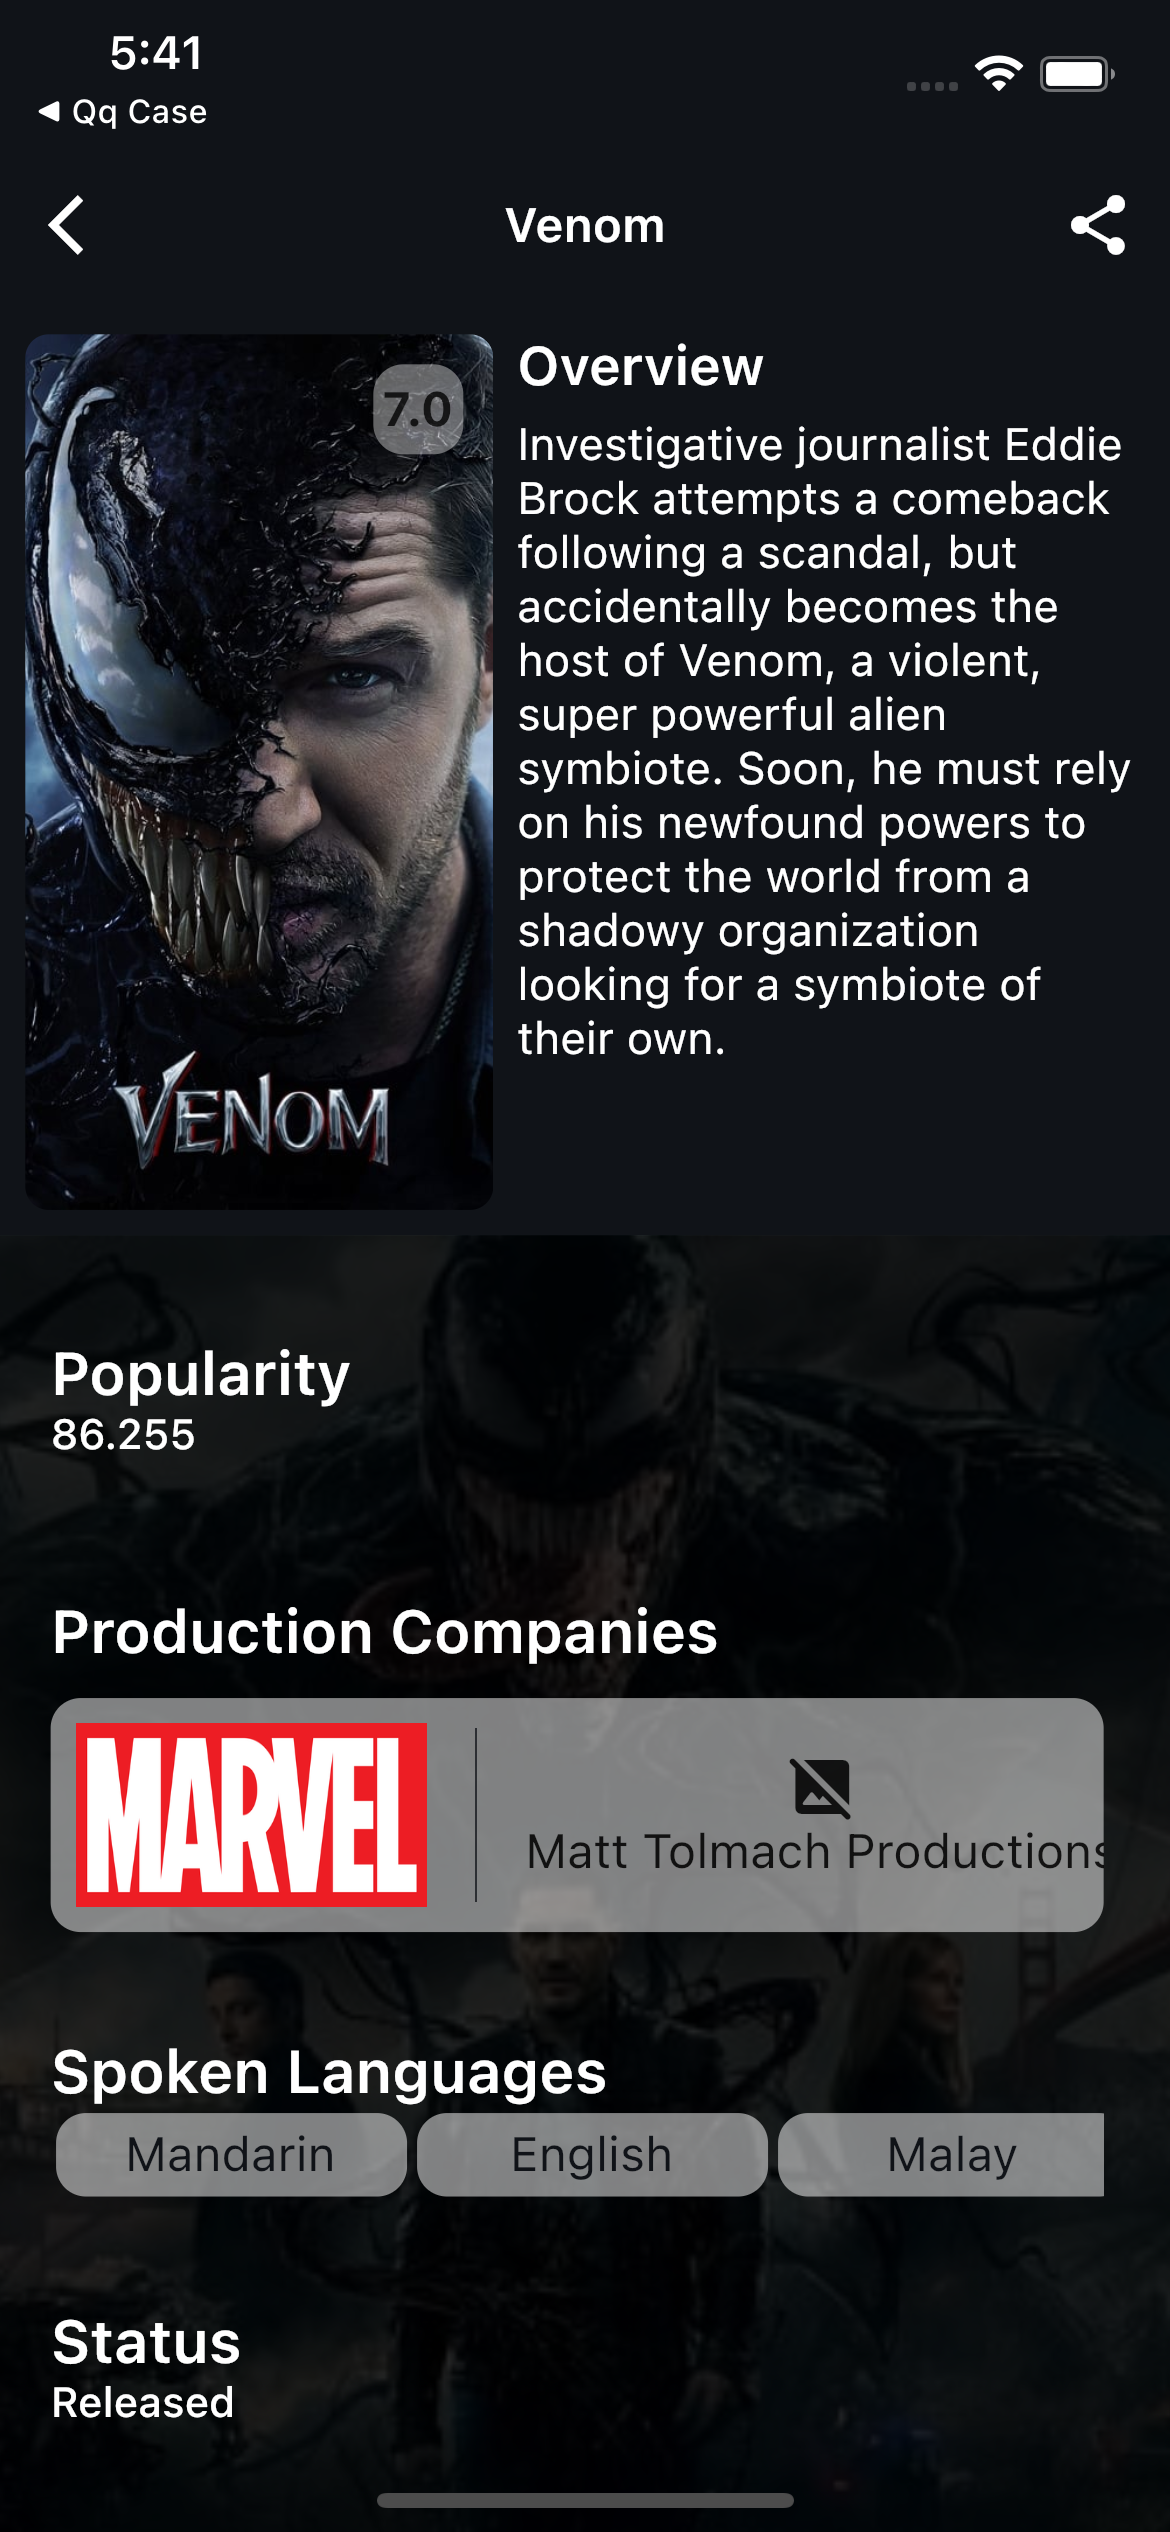 5:41
◀ Qq Case
Venom
7.0
VENOM
Overview
Investigative journalist Eddie
Brock attempts a comeback
following a scandal, but
accidentally becomes the
host of Venom, a violent,
super powerful alien
symbiote. Soon, he must rely
on his newfound powers to
protect the world from a
shadowy organization
looking for a symbiote of
their own.
Popularity
86.255
Production Companies
MARVEL
Matt Tolmach Productions
Spoken Languages
Mandarin
English
Malay
Status
Released